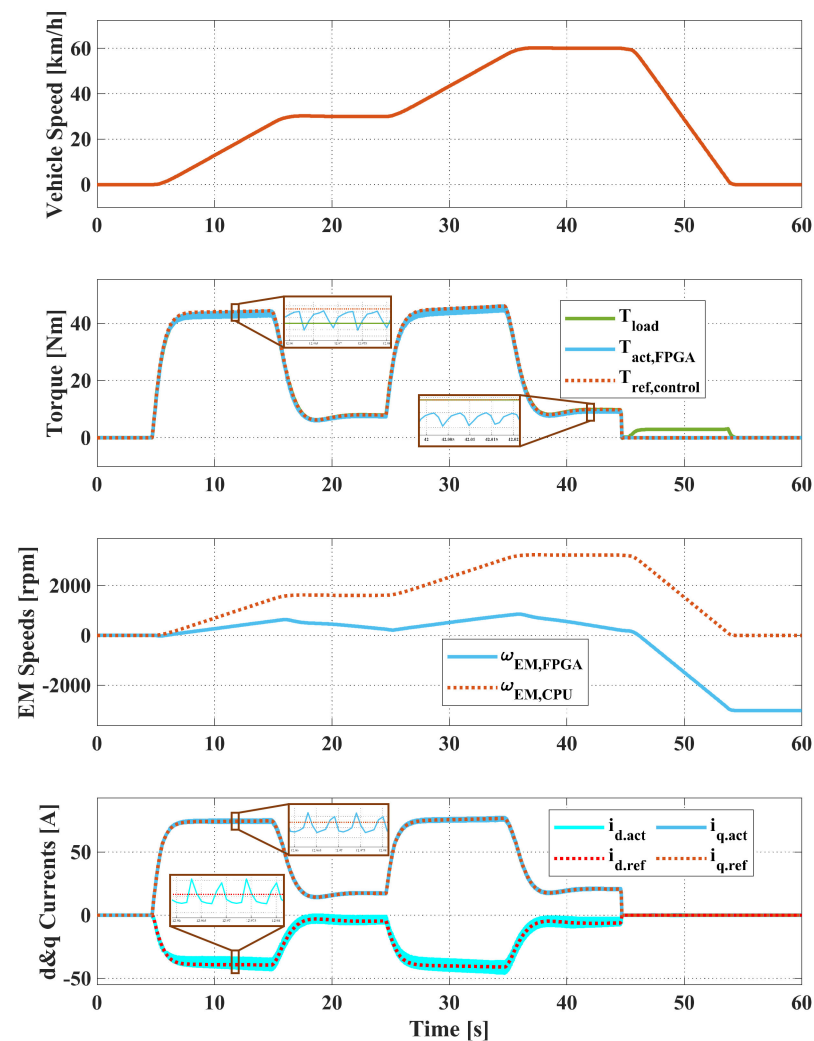 Vehicle Speed [km/h]
60
40
20
0
0 10 20 30 40 50 60
Torque [Nm]
40
20
0
T_load
T_act,FPGA
T_ref,control
0 10 20 30 40 50 60
EM Speeds [rpm]
2000
0
-2000
ω_EM,FPGA
ω_EM,CPU
0 10 20 30 40 50 60
d&q Currents [A]
50
0
-50
i_d.act i_q.act
i_d.ref i_q.ref
0 10 20 30 40 50 60
Time [s]